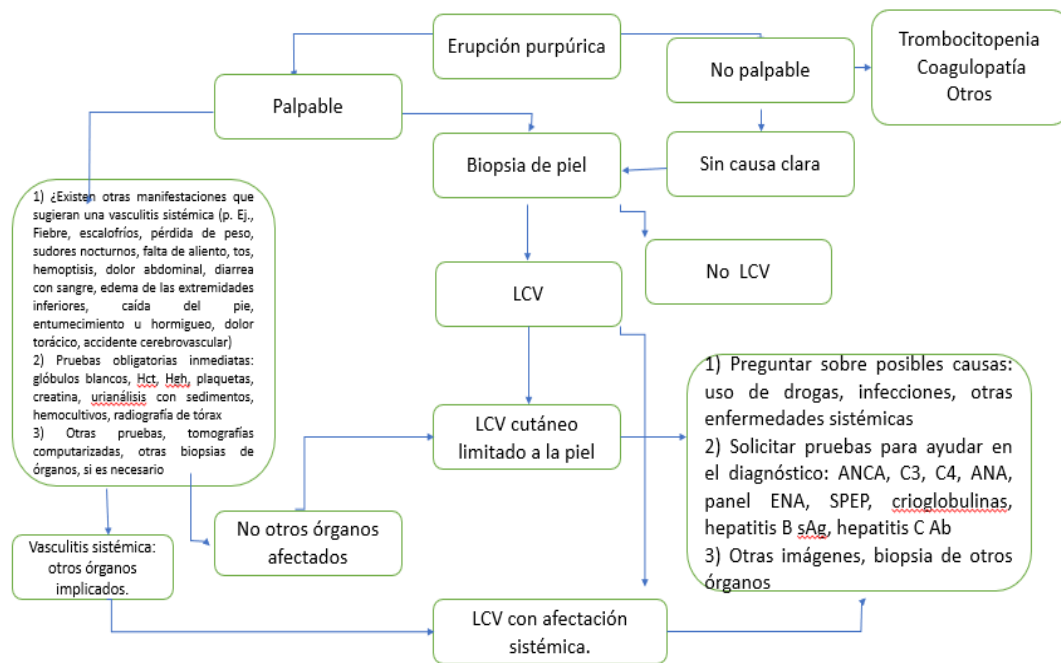 Erupción purpúrica
No palpable
Trombocitopenia
Coagulopatía
Otros
Palpable
Biopsia de piel
Sin causa clara
1) ¿Existen otras manifestaciones que
sugieran una vasculitis sistémica (p. Ej.,
Fiebre, escalofríos, pérdida de peso,
sudores nocturnos, falta de aliento, tos,
hemoptisis, dolor abdominal, diarrea
con sangre, edema de las extremidades
inferiores, caída del pie,
entumecimiento u hormigueo, dolor
torácico, accidente cerebrovascular)
2) Pruebas obligatorias inmediatas:
glóbulos blancos, Hct, Hgh, plaquetas,
creatina, urianálisis con sedimentos,
hemocultivos, radiografía de tórax
3) Otras pruebas, tomografías
computarizadas, otras biopsias de
órganos, si es necesario
No LCV
LCV
LCV cutáneo
limitado a la piel
1) Preguntar sobre posibles causas:
uso de drogas, infecciones, otras
enfermedades sistémicas
2) Solicitar pruebas para ayudar en
el diagnóstico: ANCA, C3, C4, ANA,
panel ENA, SPEP, crioglobulinas,
hepatitis B sAg, hepatitis C Ab
3) Otras imágenes, biopsia de otros
órganos
No otros órganos
afectados
Vasculitis sistémica:
otros órganos
implicados.
LCV con afectación
sistémica.